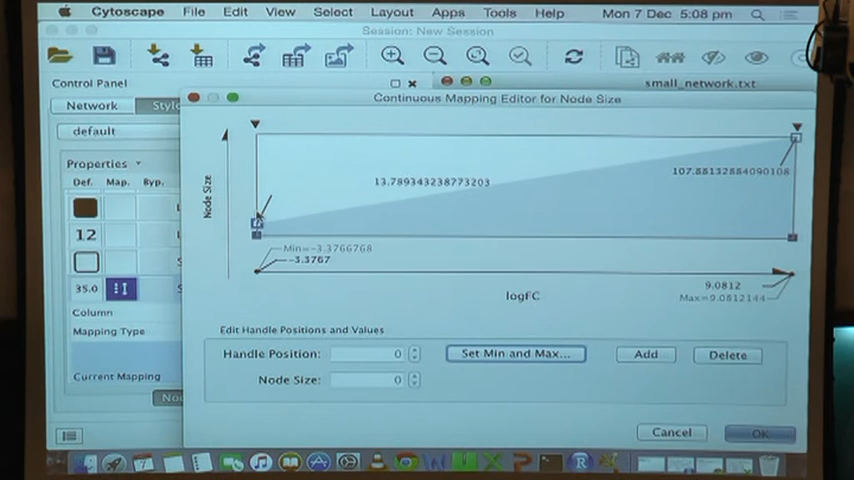 Cytoscape File Edit View Select Layout Apps Tools Help Mon 7 Dec 5:08 pm
Session: New Session
Control Panel
small_network.txt
Network Style
Continuous Mapping Editor for Node Size
default
Properties
Def. Map. Byp.
12
35.0
Column
Mapping Type
Current Mapping
Node Size
13.789343238773203
107.88132884090108
Min=-3.3766768
-3.3767
9.0812
Max=9.0812144
logFC
Edit Handle Positions and Values
Handle Position: 0 Set Min and Max... Add Delete
Node Size: 0
Cancel OK